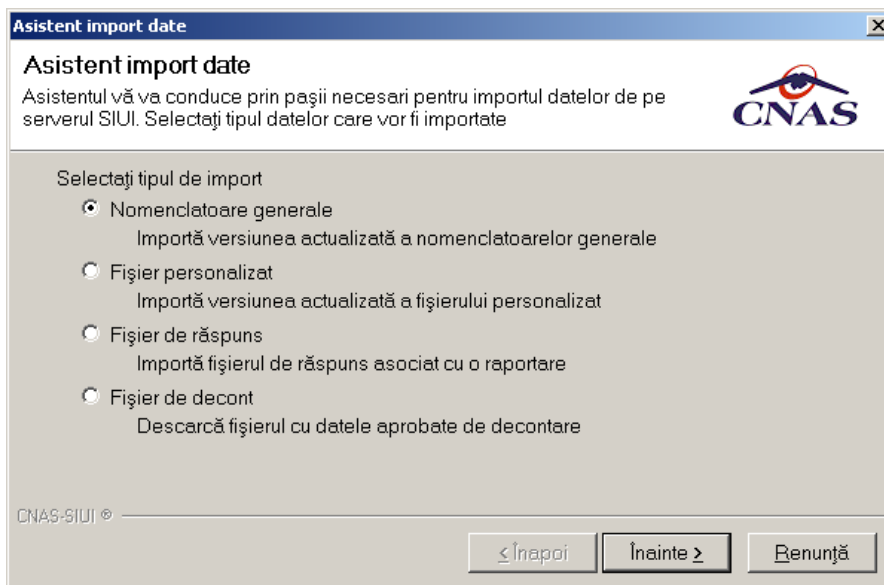 Asistent import date
Asistent import date
Asistentul vă va conduce prin paşii necesari pentru importul datelor de pe
serverul SIUI. Selectaţi tipul datelor care vor fi importate
CNAS
Selectaţi tipul de import
Nomenclatoare generale
Importă versiunea actualizată a nomenclatoarelor generale
Fişier personalizat
Importă versiunea actualizată a fişierului personalizat
Fişier de răspuns
Importă fişierul de răspuns asociat cu o raportare
Fişier de decont
Descarcă fişierul cu datele aprobate de decontare
CNAS-SIUI ®
< Înapoi
Înainte >
Renunţă